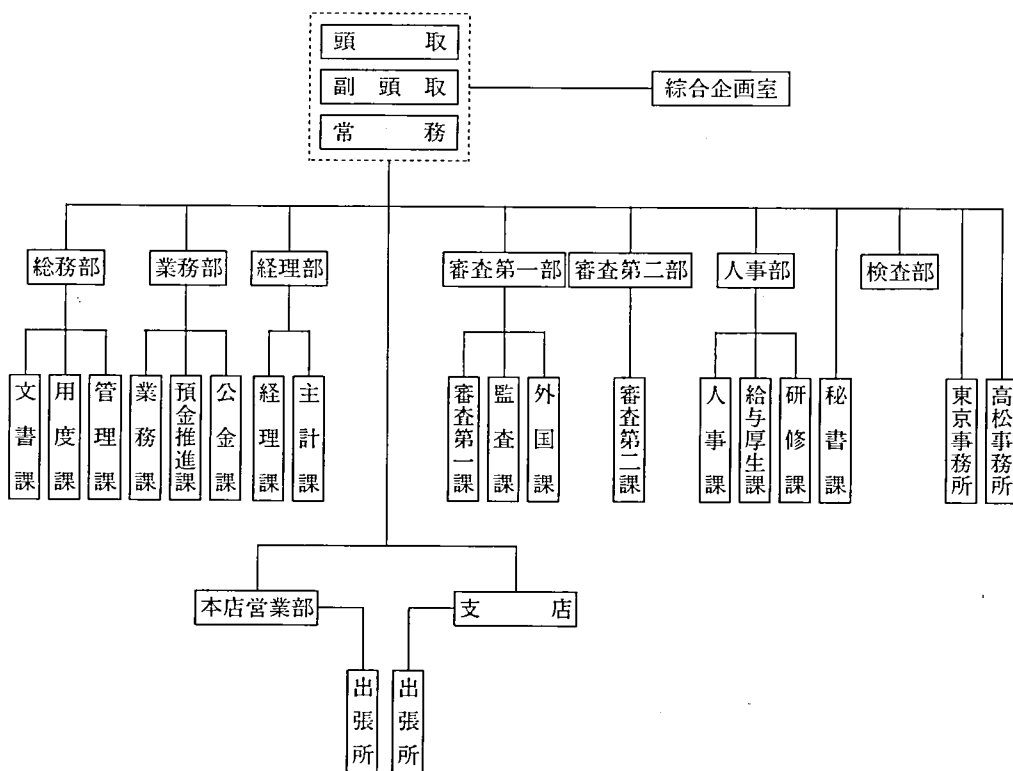 頭取
副頭取
常務
綜合企画室
総務部
業務部
経理部
審査第一部
審査第二部
人事部
検査部
文書課
用度課
管理課
業務課
預金推進課
公金課
経理課
主計課
審査第一課
監査課
外国課
審査第二課
人事課
給与厚生課
研修課
秘書課
東京事務所
高松事務所
本店営業部
支店
出張所
出張所